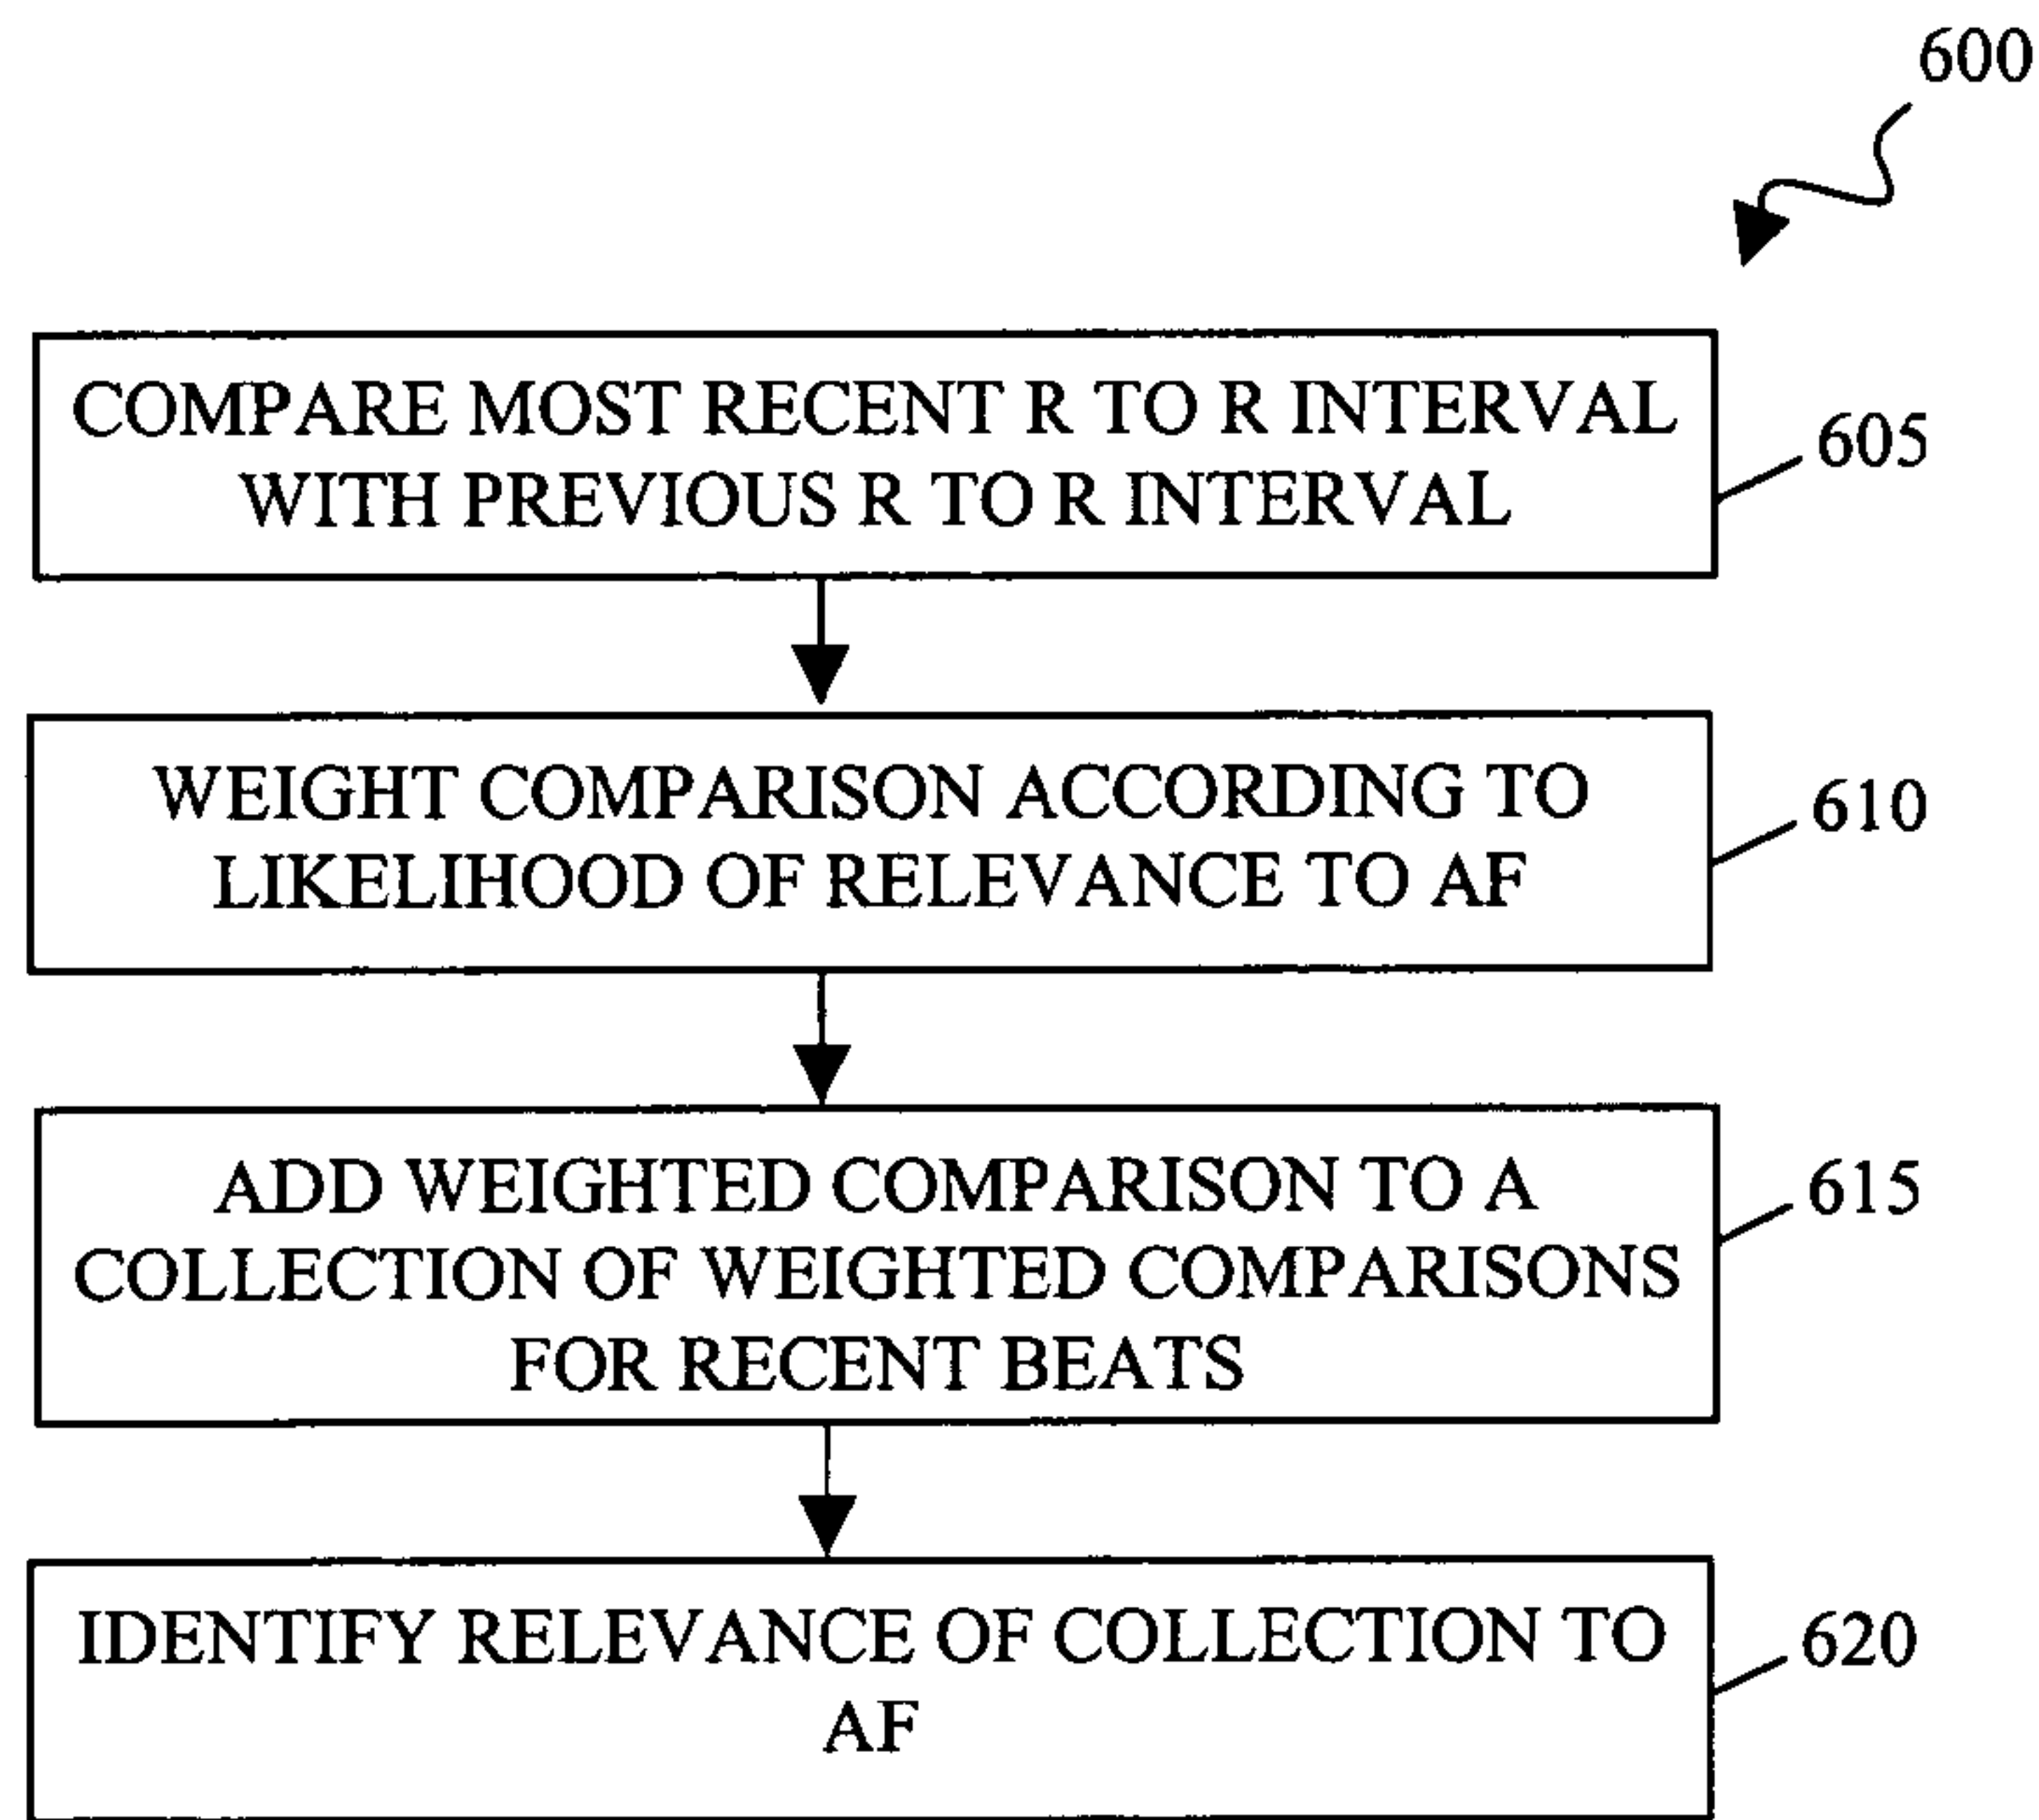 600
COMPARE MOST RECENT R TO R INTERVAL
WITH PREVIOUS R TO R INTERVAL
605
WEIGHT COMPARISON ACCORDING TO
LIKELIHOOD OF RELEVANCE TO AF
610
ADD WEIGHTED COMPARISON TO A
COLLECTION OF WEIGHTED COMPARISONS
FOR RECENT BEATS
615
IDENTIFY RELEVANCE OF COLLECTION TO
AF
620